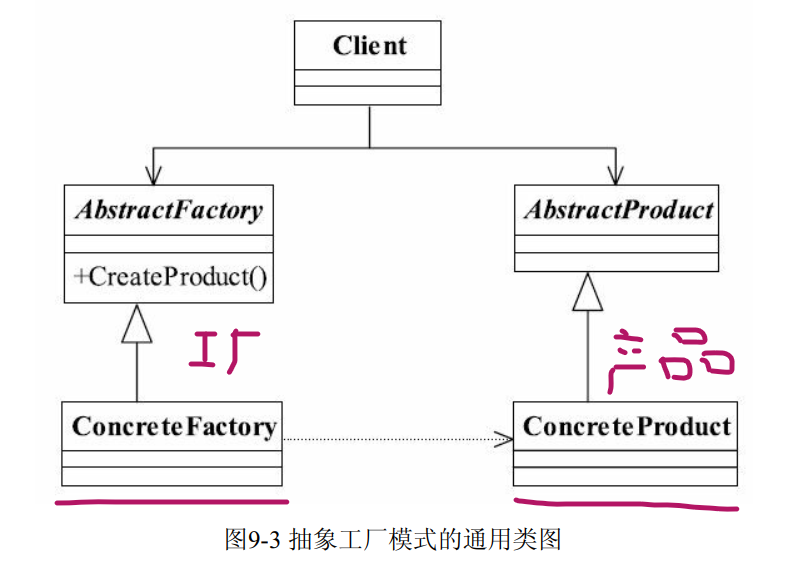 Client
AbstractFactory
AbstractProduct
+CreateProduct()
工厂
产品
ConcreteFactory
ConcreteProduct
图9-3 抽象工厂模式的通用类图